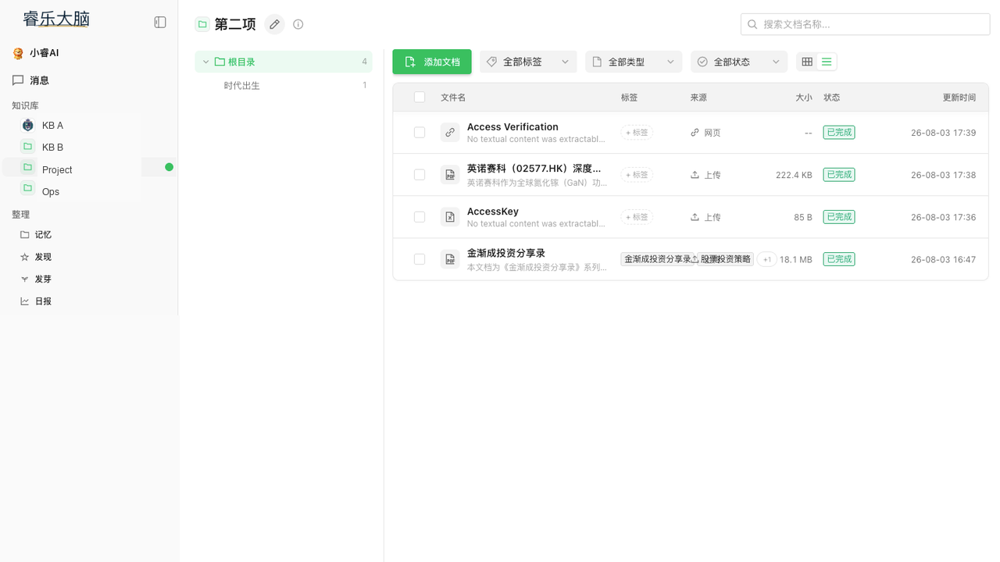 睿乐大脑
小睿AI
消息
知识库
KB A
KB B
Project
Ops
整理
记忆
发现
发芽
日报
第二项
搜索文档名称...
根目录 4
时代出生 1
添加文档 全部标签 全部类型 全部状态
文件名 标签 来源 大小 状态 更新时间
Access Verification
No textual content was extractabl...
+ 标签 网页 -- 已完成 26-08-03 17:39
英诺赛科（02577.HK）深度...
英诺赛科作为全球氮化镓（GaN）功...
+ 标签 上传 222.4 KB 已完成 26-08-03 17:38
AccessKey
No textual content was extractabl...
+ 标签 上传 85 B 已完成 26-08-03 17:36
金渐成投资分享录
本文档为《金渐成投资分享录》系列...
金渐成投资分享录 股票投资策略 +1 18.1 MB 已完成 26-08-03 16:47